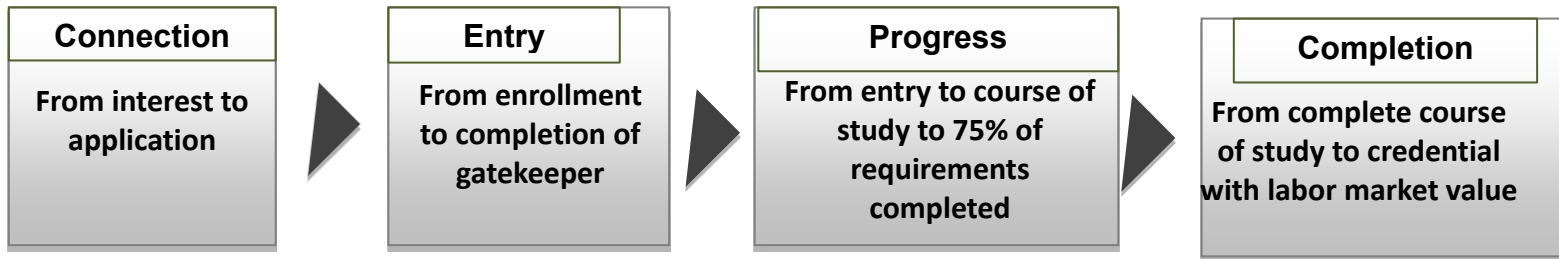 Connection
From interest to
application
Entry
From enrollment
to completion of
gatekeeper
Progress
From entry to course of
study to 75% of
requirements
completed
Completion
From complete course
of study to credential
with labor market value